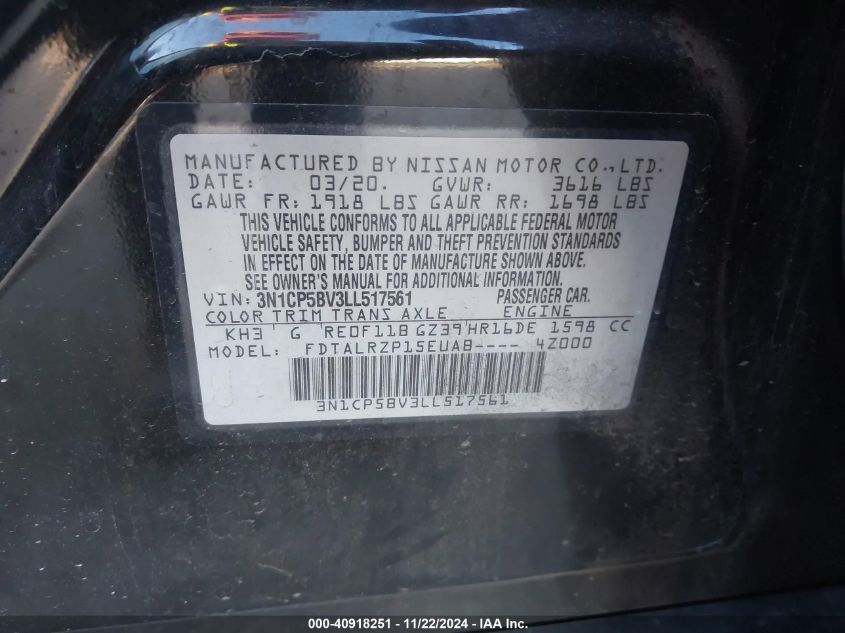 MANUFACTURED BY NISSAN MOTOR CO.,LTD.
DATE: 03/20. GVWR: 3616 LBS
GAWR FR: 1918 LBS GAWR RR: 1698 LBS
THIS VEHICLE CONFORMS TO ALL APPLICABLE FEDERAL MOTOR
VEHICLE SAFETY, BUMPER AND THEFT PREVENTION STANDARDS
IN EFFECT ON THE DATE OF MANUFACTURE SHOWN ABOVE.
SEE OWNER'S MANUAL FOR ADDITIONAL INFORMATION.
VIN: 3N1CP5BV3LL517561 PASSENGER CAR.
COLOR TRIM TRANS AXLE ENGINE
KH3 G RE0F11B GZ39 HR16DE 1598 CC
MODEL: FDTALRZP15EUAB---- 4Z000
3N1CP5BV3LL517561
000-40918251 - 11/22/2024 - IAA Inc.